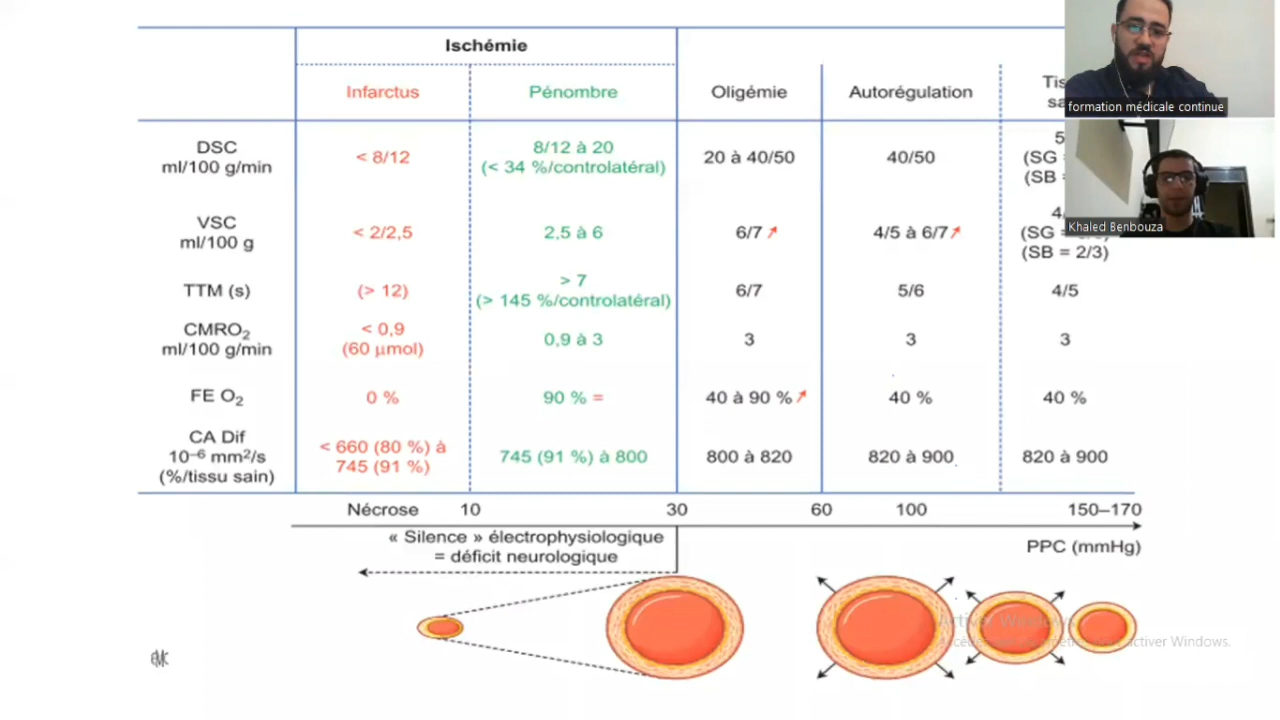 Ischémie
Infarctus
Pénombre
Oligémie
Autorégulation
formation médicale continue
DSC
ml/100 g/min
< 8/12
8/12 à 20
(< 34 %/controlatéral)
20 à 40/50
40/50
(SG =
(SB =
Khaled Benbouza
VSC
ml/100 g
< 2/2,5
2,5 à 6
6/7 ↗
4/5 à 6/7 ↗
(SG =
(SB = 2/3)
TTM (s)
(> 12)
> 7
(> 145 %/controlatéral)
6/7
5/6
4/5
CMRO2
ml/100 g/min
< 0,9
(60 µmol)
0,9 à 3
3
3
3
FE O2
0 %
90 % =
40 à 90 % ↗
40 %
40 %
CA Dif
10–6 mm2/s
(%/tissu sain)
< 660 (80 %) à
745 (91 %)
745 (91 %) à 800
800 à 820
820 à 900
820 à 900
Nécrose 10 30 60 100 150–170
« Silence » électrophysiologique
= déficit neurologique
PPC (mmHg)
EMC
Activer Windows
activer Windows.